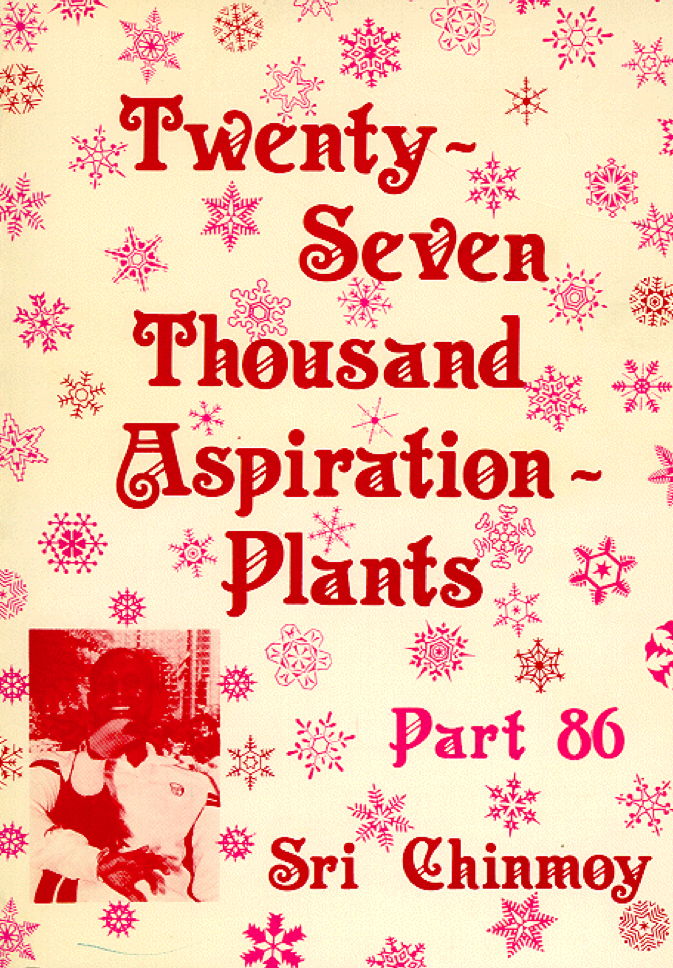 Twenty~
Seven
Thousand
Aspiration~
Plants
Part 86
Sri Chinmoy